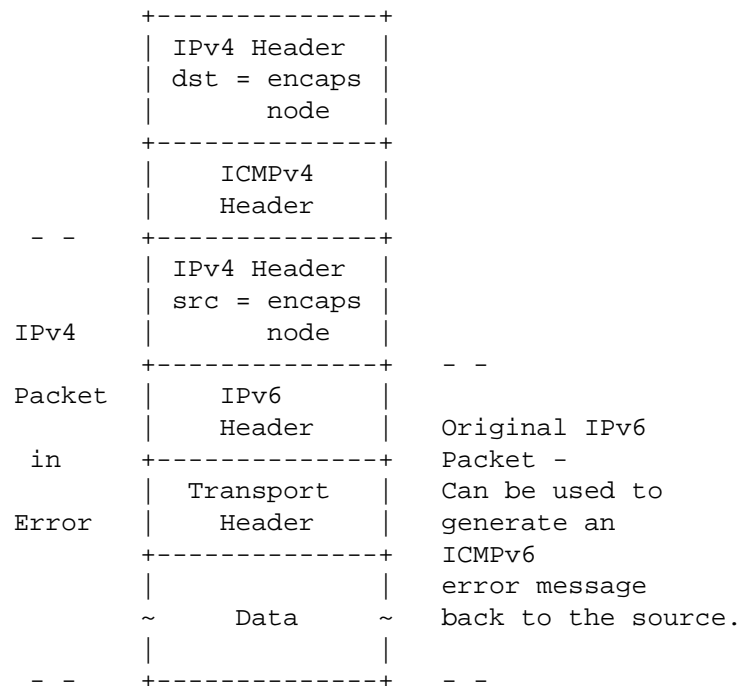 +--------------+
| IPv4 Header |
| dst = encaps |
| node |
+--------------+
| ICMPv4 |
| Header |
- - +--------------+
| IPv4 Header |
| src = encaps |
IPv4 | node |
+--------------+ - -
Packet | IPv6 |
| Header | Original IPv6
in +--------------+ Packet -
| Transport | Can be used to
Error | Header | generate an
+--------------+ ICMPv6
| | error message
~ Data ~ back to the source.
| |
- - +--------------+ - -